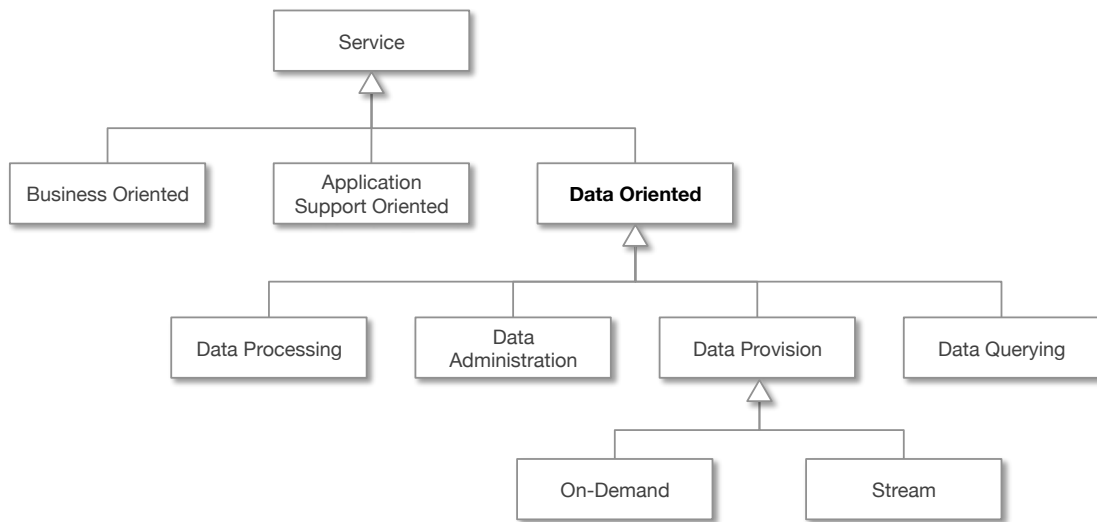 Service
Business Oriented
Application
Support Oriented
Data Oriented
Data Processing
Data
Administration
Data Provision
Data Querying
On-Demand
Stream